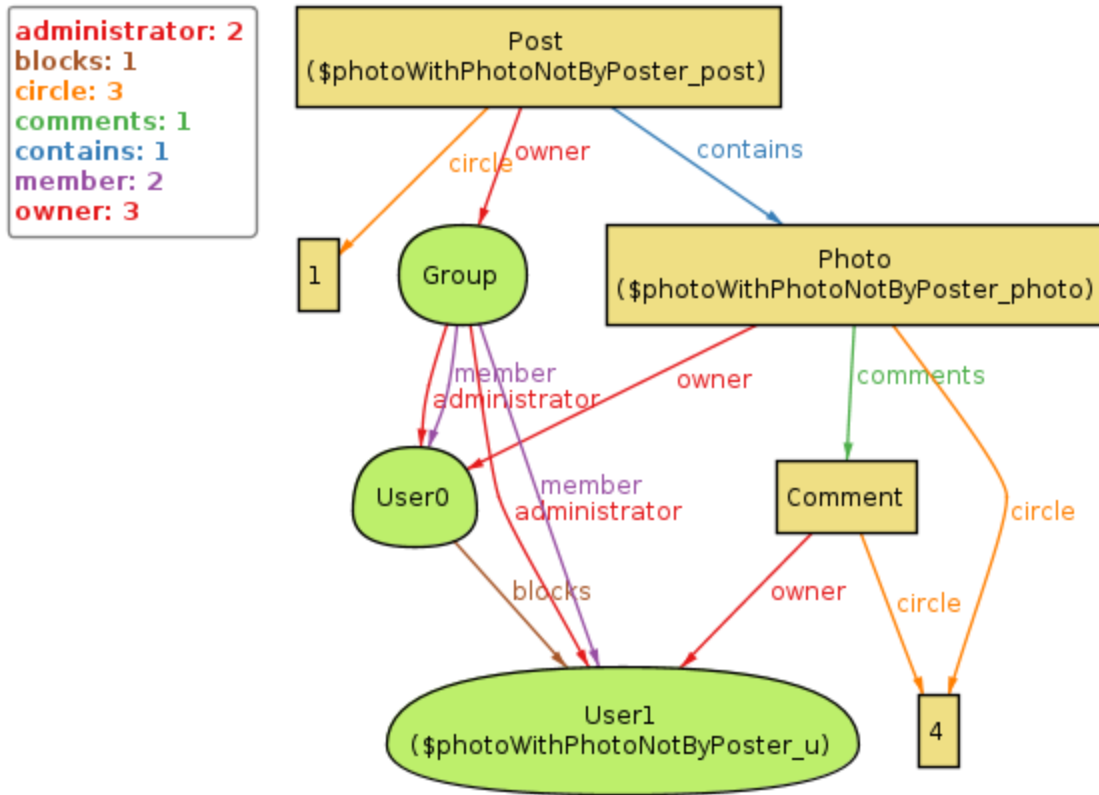 administrator: 2
blocks: 1
circle: 3
comments: 1
contains: 1
member: 2
owner: 3
Post
($photoWithPhotoNotByPoster_post)
circle
owner
contains
1
Group
Photo
($photoWithPhotoNotByPoster_photo)
member
administrator
owner
comments
User0
member
administrator
Comment
circle
blocks
owner
circle
User1
($photoWithPhotoNotByPoster_u)
4